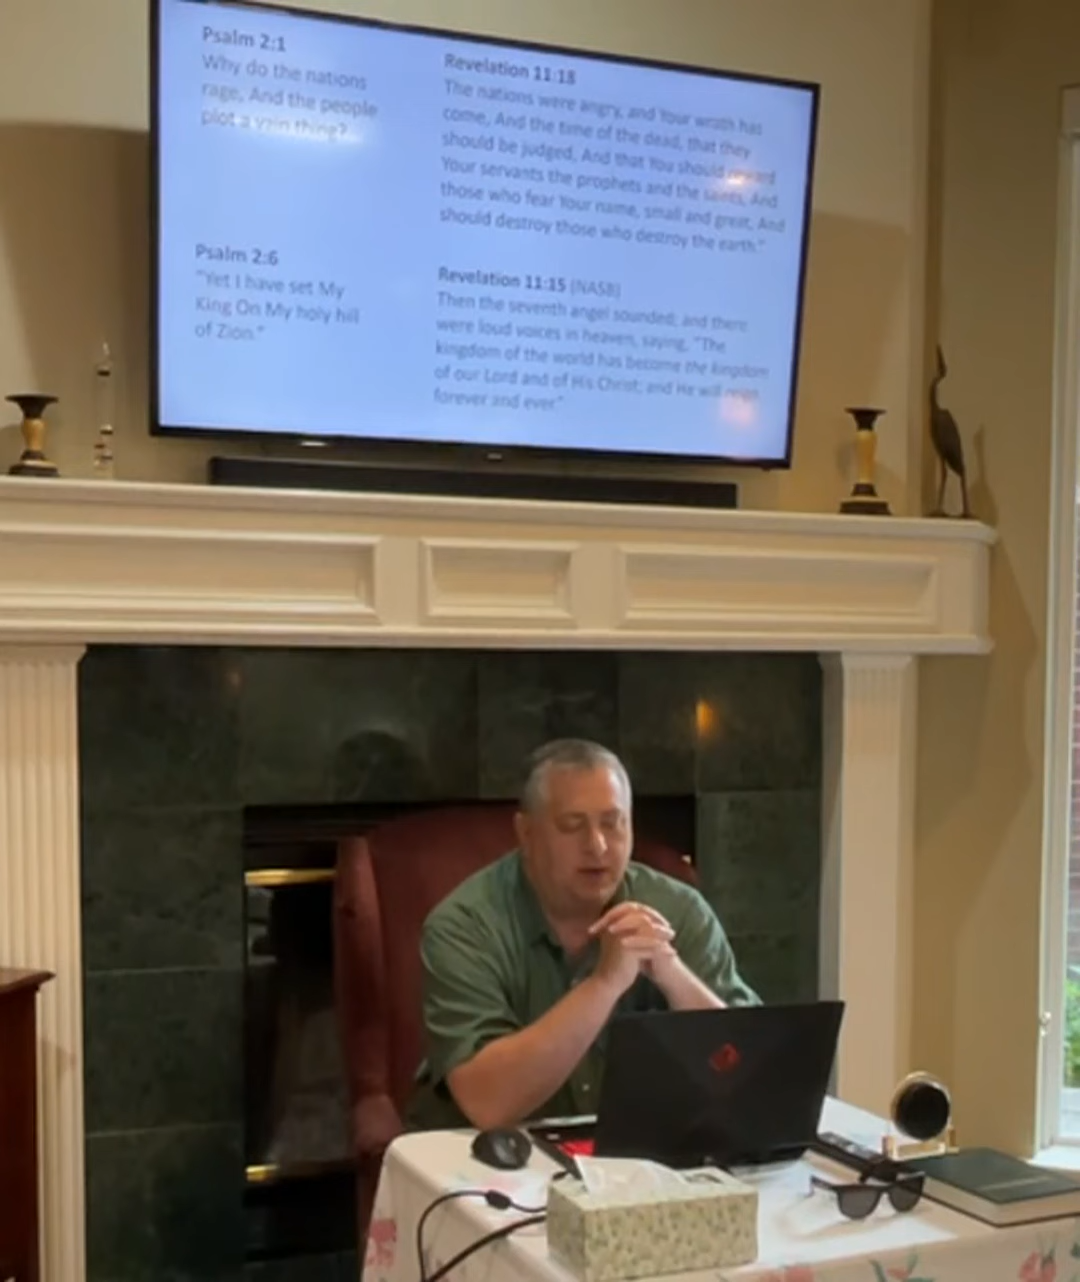 Psalm 2:1
Why do the nations
rage, And the people
plot a vain thing?
Psalm 2:6
"Yet I have set My
King On My holy hill
of Zion."
Revelation 11:18
The nations were angry, and Your wrath has
come, And the time of the dead, that they
should be judged, And that You should reward
Your servants the prophets and the saints, And
those who fear Your name, small and great, And
should destroy those who destroy the earth."
Revelation 11:15 (NASB)
Then the seventh angel sounded; and there
were loud voices in heaven, saying, "The
kingdom of the world has become the kingdom
of our Lord and of His Christ; and He will reign
forever and ever."